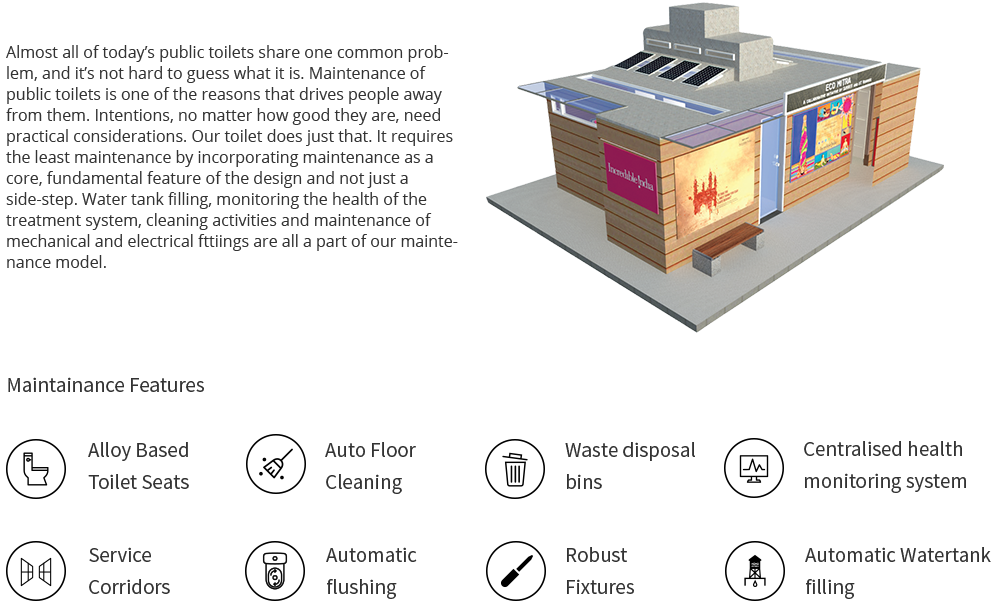 Almost all of today’s public toilets share one common prob-
lem, and it’s not hard to guess what it is. Maintenance of
public toilets is one of the reasons that drives people away
from them. Intentions, no matter how good they are, need
practical considerations. Our toilet does just that. It requires
the least maintenance by incorporating maintenance as a
core, fundamental feature of the design and not just a
side-step. Water tank filling, monitoring the health of the
treatment system, cleaning activities and maintenance of
mechanical and electrical fttiings are all a part of our mainte-
nance model.
ECO MITRA
Incredible India
Maintainance Features
Alloy Based
Toilet Seats
Auto Floor
Cleaning
Waste disposal
bins
Centralised health
monitoring system
Service
Corridors
Automatic
flushing
Robust
Fixtures
Automatic Watertank
filling